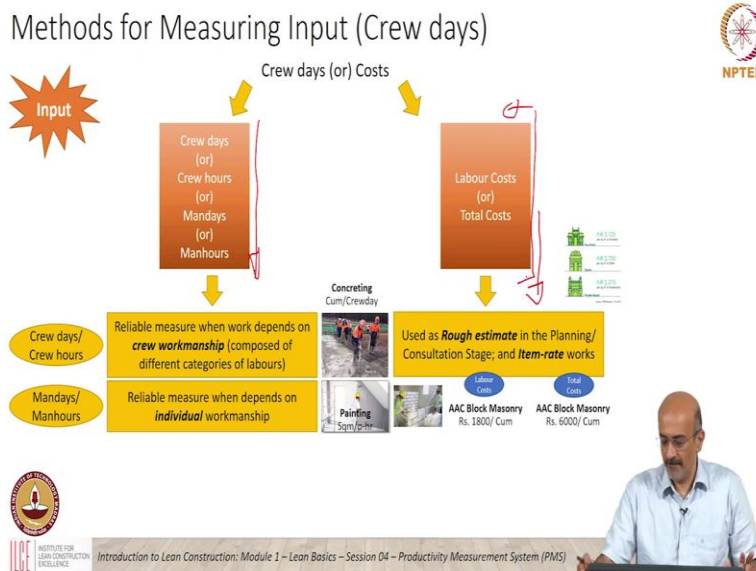 Methods for Measuring Input (Crew days)
NPTEL
Crew days (or) Costs
Input
Crew days
(or)
Crew hours
(or)
Mandays
(or)
Manhours
Labour Costs
(or)
Total Costs
Crew days/
Crew hours
Reliable measure when work depends on
crew workmanship (composed of
different categories of labours)
Concreting
Cum/Crewday
Used as Rough estimate in the Planning/
Consultation Stage; and Item-rate works
Mandays/
Manhours
Reliable measure when depends on
individual workmanship
Painting
Sqm/p-hr
Labour
Costs
AAC Block Masonry
Rs. 1800/ Cum
Total
Costs
AAC Block Masonry
Rs. 6000/ Cum
ILCE
INSTITUTE FOR
LEAN CONSTRUCTION
EXCELLENCE
Introduction to Lean Construction: Module 1 – Lean Basics – Session 04 – Productivity Measurement System (PMS)